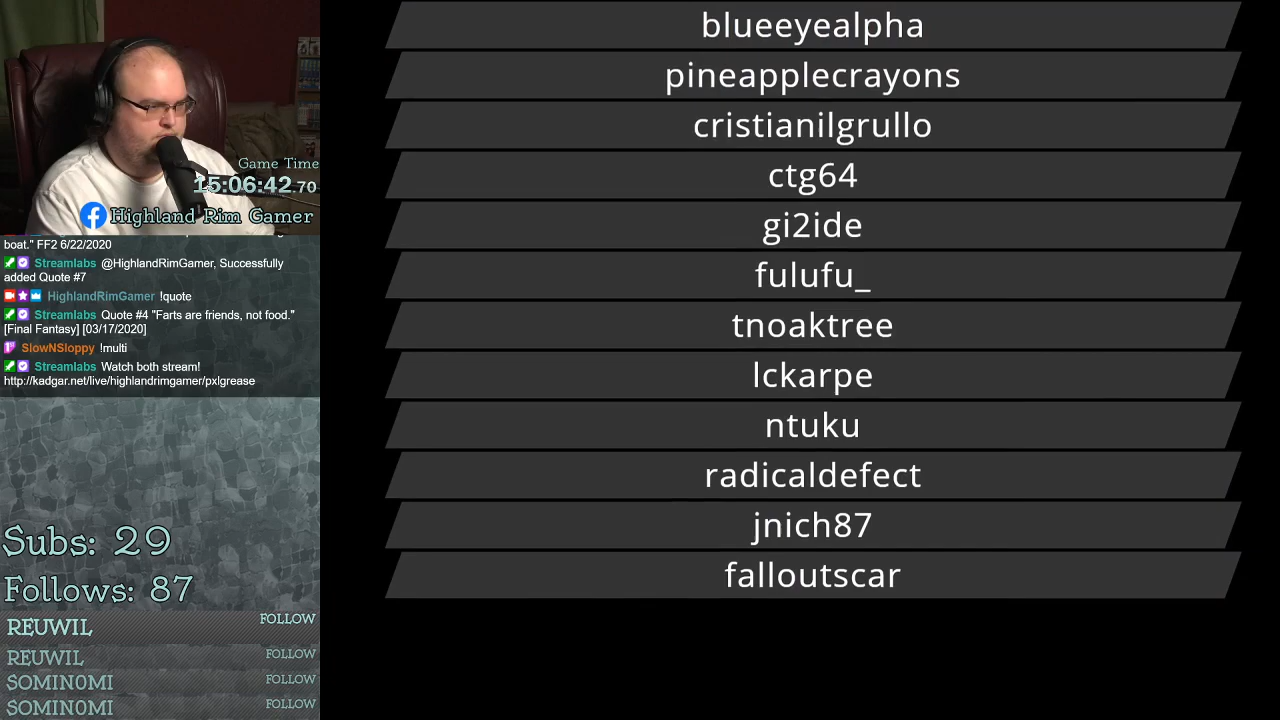 Game Time
15:06:42.70
Highland Rim Gamer
boat." FF2 6/22/2020
Streamlabs @HighlandRimGamer, Successfully
added Quote #7
HighlandRimGamer !quote
Streamlabs Quote #4 "Farts are friends, not food."
[Final Fantasy] [03/17/2020]
SlowNSloppy !multi
Streamlabs Watch both stream!
http://kadgar.net/live/highlandrimgamer/pxlgrease
Subs: 29
Follows: 87
REUWIL FOLLOW
REUWIL FOLLOW
SOMIN0MI FOLLOW
SOMIN0MI FOLLOW
blueeyealpha
pineapplecrayons
cristianilgrullo
ctg64
gi2ide
fulufu_
tnoaktree
lckarpe
ntuku
radicaldefect
jnich87
falloutscar